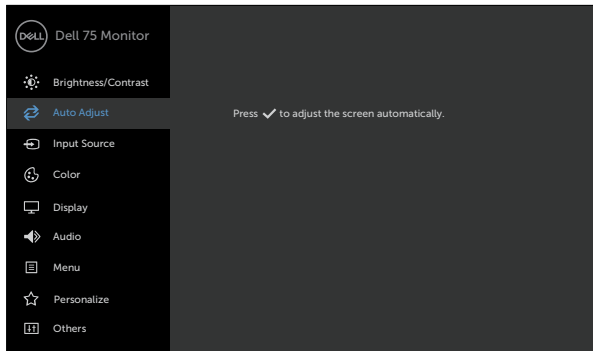 DELL
Dell 75 Monitor
Brightness/Contrast
Auto Adjust
Press ✓ to adjust the screen automatically.
Input Source
Color
Display
Audio
Menu
Personalize
Others